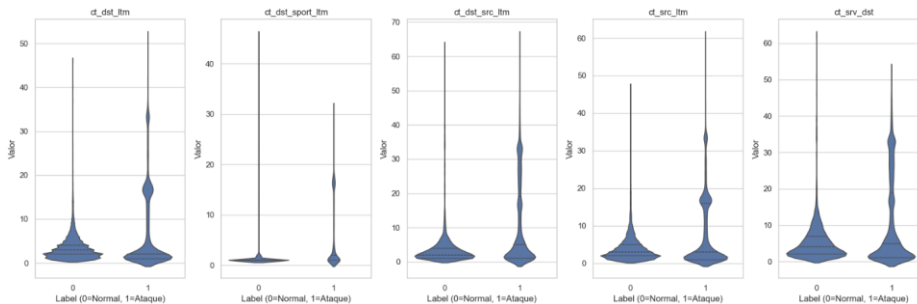 ct_dst_ltm
50
40
30
20
10
0
Valor
0
1
Label (0=Normal, 1=Ataque)
ct_dst_sport_ltm
40
30
20
10
0
Valor
0
1
Label (0=Normal, 1=Ataque)
ct_dst_src_ltm
70
60
50
40
30
20
10
0
Valor
0
1
Label (0=Normal, 1=Ataque)
ct_src_ltm
60
50
40
30
20
10
0
Valor
0
1
Label (0=Normal, 1=Ataque)
ct_srv_dst
60
50
40
30
20
10
0
Valor
0
1
Label (0=Normal, 1=Ataque)